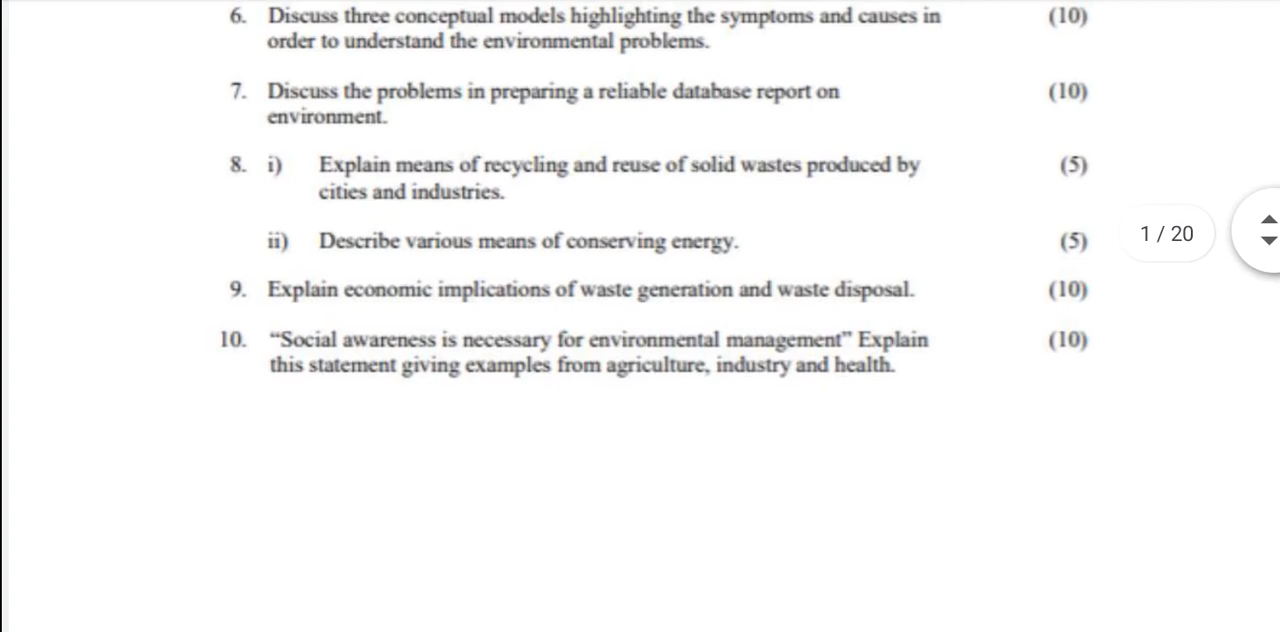 6. Discuss three conceptual models highlighting the symptoms and causes in (10)
order to understand the environmental problems.
7. Discuss the problems in preparing a reliable database report on (10)
environment.
8. i) Explain means of recycling and reuse of solid wastes produced by (5)
cities and industries.
ii) Describe various means of conserving energy. (5)
1 / 20
9. Explain economic implications of waste generation and waste disposal. (10)
10. “Social awareness is necessary for environmental management” Explain (10)
this statement giving examples from agriculture, industry and health.